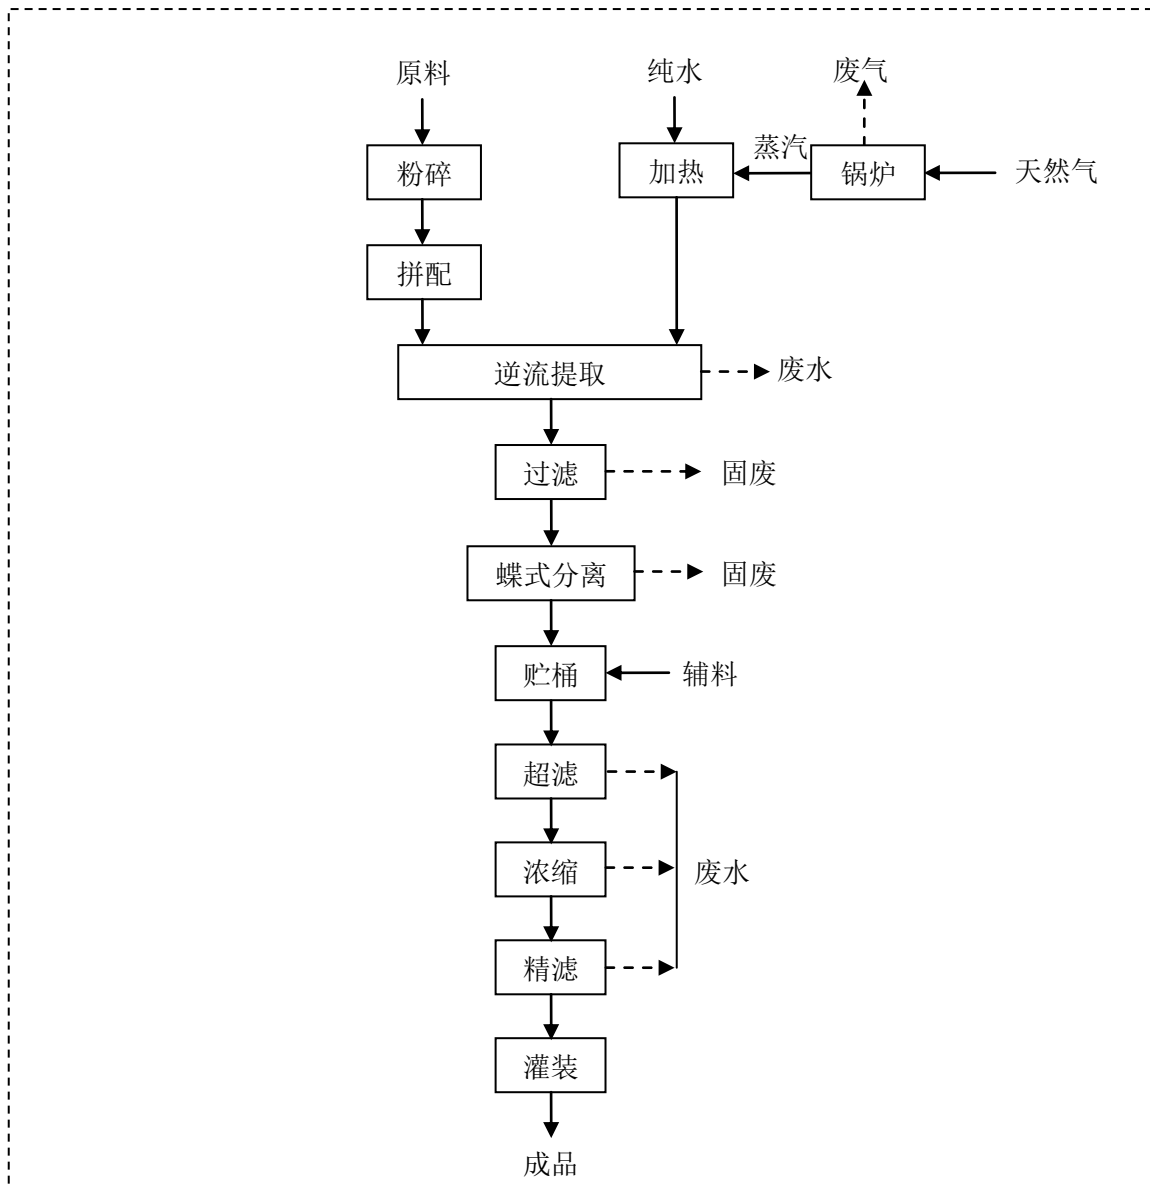 原料
纯水
废气
粉碎
加热
蒸汽
锅炉
天然气
拼配
逆流提取
废水
过滤
固废
蝶式分离
固废
贮桶
辅料
超滤
浓缩
废水
精滤
灌装
成品